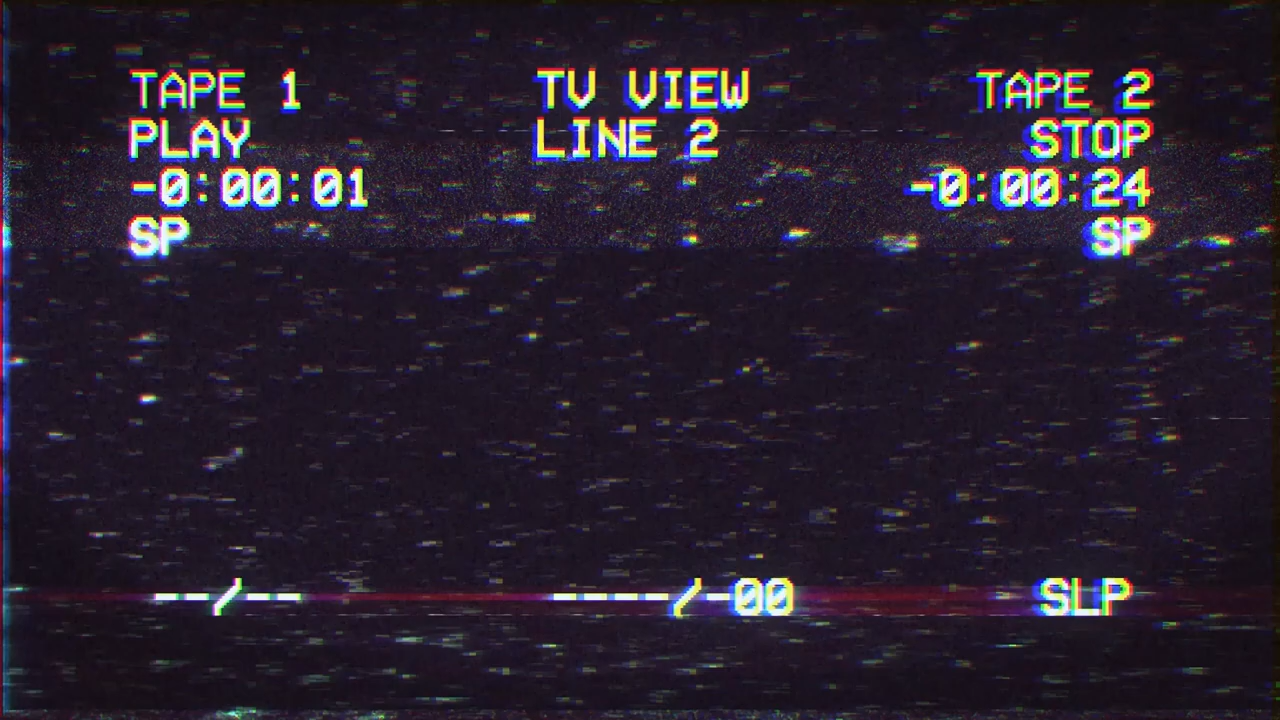 TAPE 1 TV VIEW TAPE 2
PLAY LINE 2 STOP
-0:00:01 -0:00:24
SP SP
--/-- ----/-00 SLP